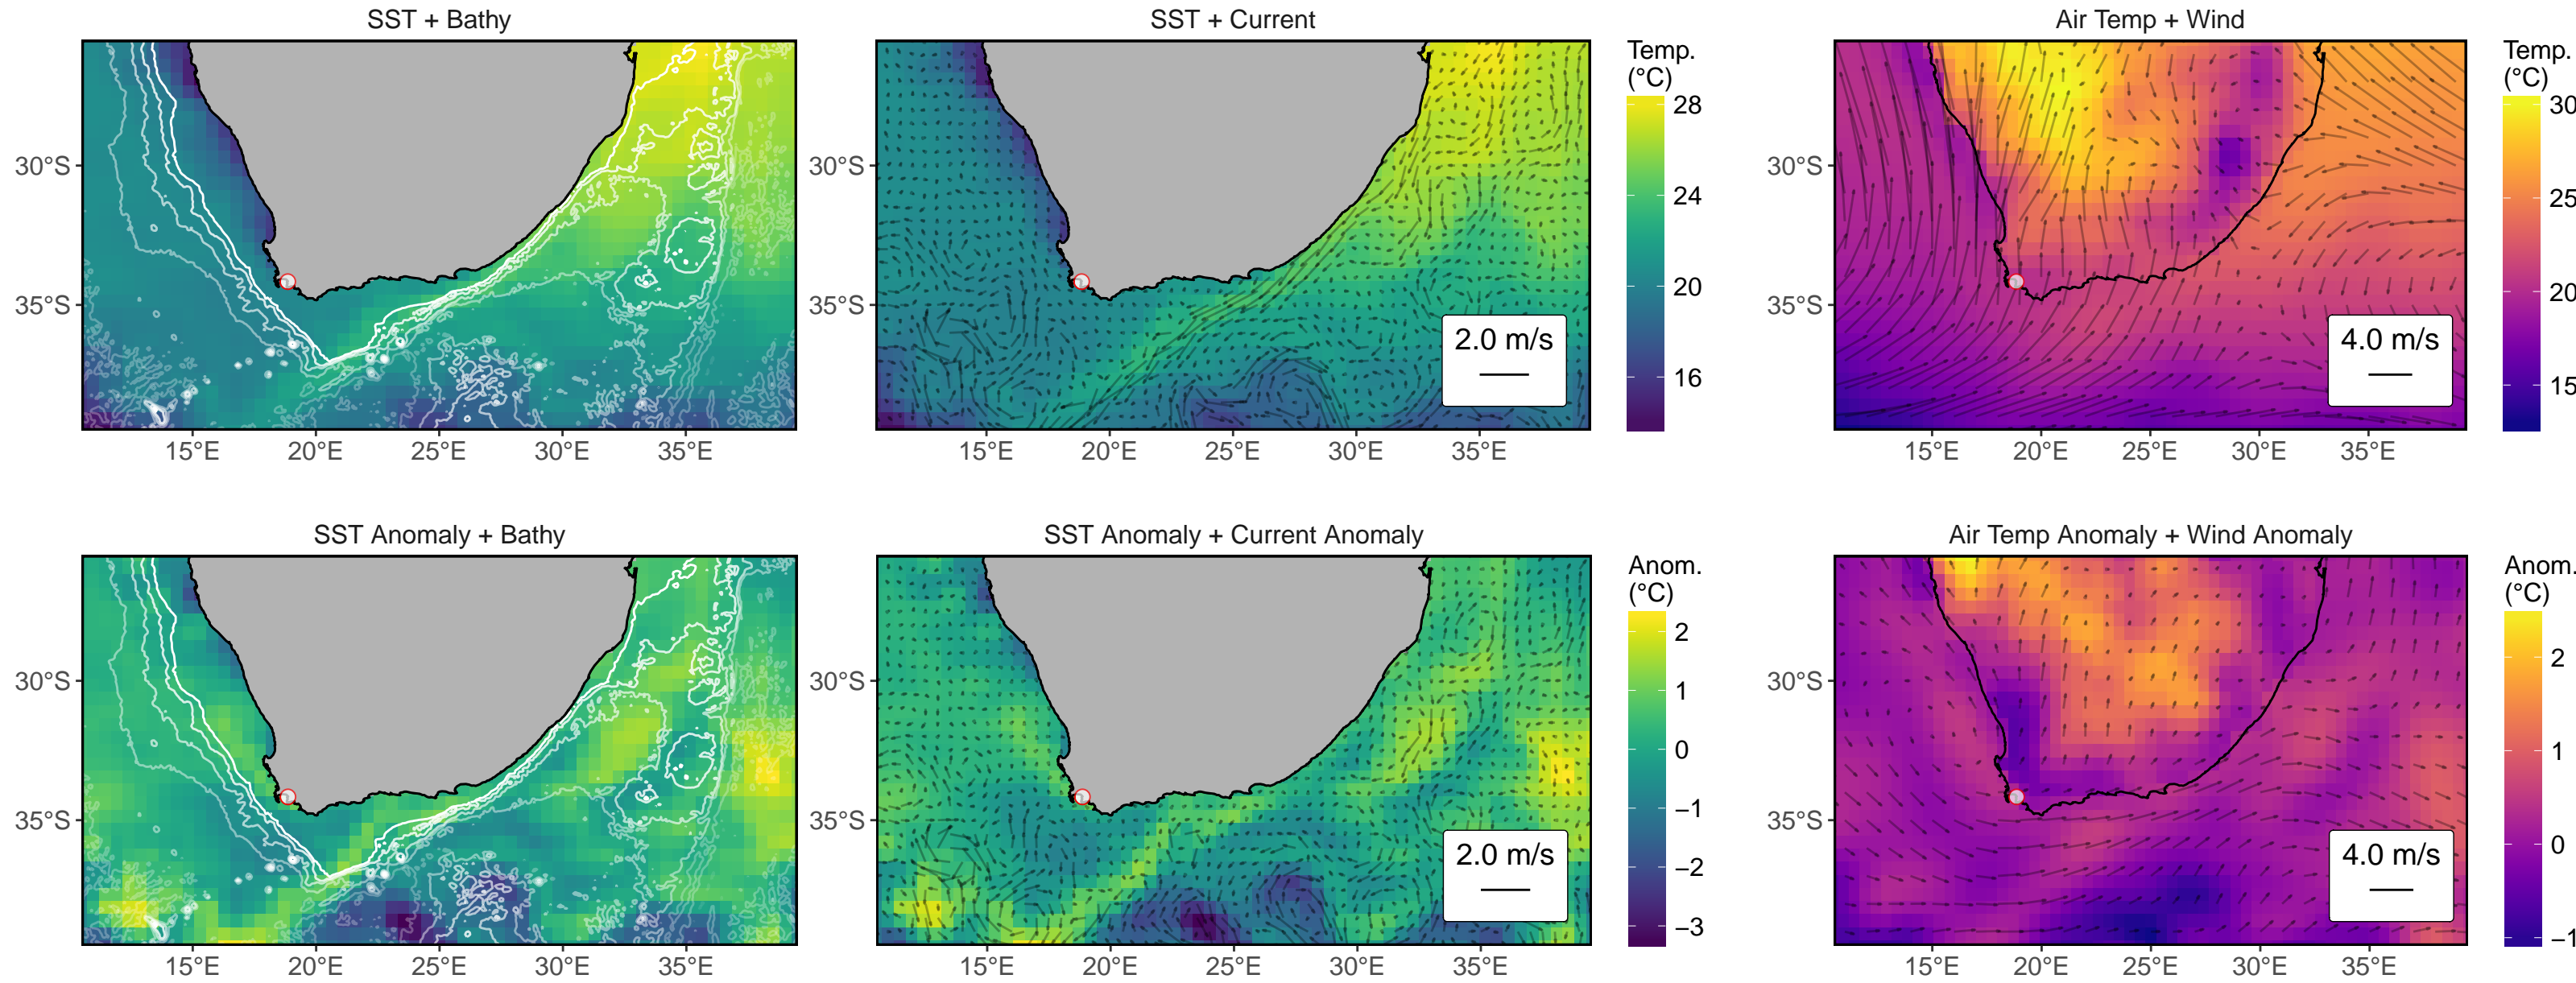 SST + Bathy
SST + Current
Air Temp + Wind
30°S
35°S
15°E
20°E
25°E
30°E
35°E
30°S
35°S
15°E
20°E
25°E
30°E
35°E
2.0 m/s
Temp.
(°C)
28
24
20
16
30°S
35°S
15°E
20°E
25°E
30°E
35°E
4.0 m/s
Temp.
(°C)
30
25
20
15
SST Anomaly + Bathy
SST Anomaly + Current Anomaly
Air Temp Anomaly + Wind Anomaly
30°S
35°S
15°E
20°E
25°E
30°E
35°E
30°S
35°S
15°E
20°E
25°E
30°E
35°E
2.0 m/s
Anom.
(°C)
2
1
0
−1
−2
−3
30°S
35°S
15°E
20°E
25°E
30°E
35°E
4.0 m/s
Anom.
(°C)
2
1
0
−1